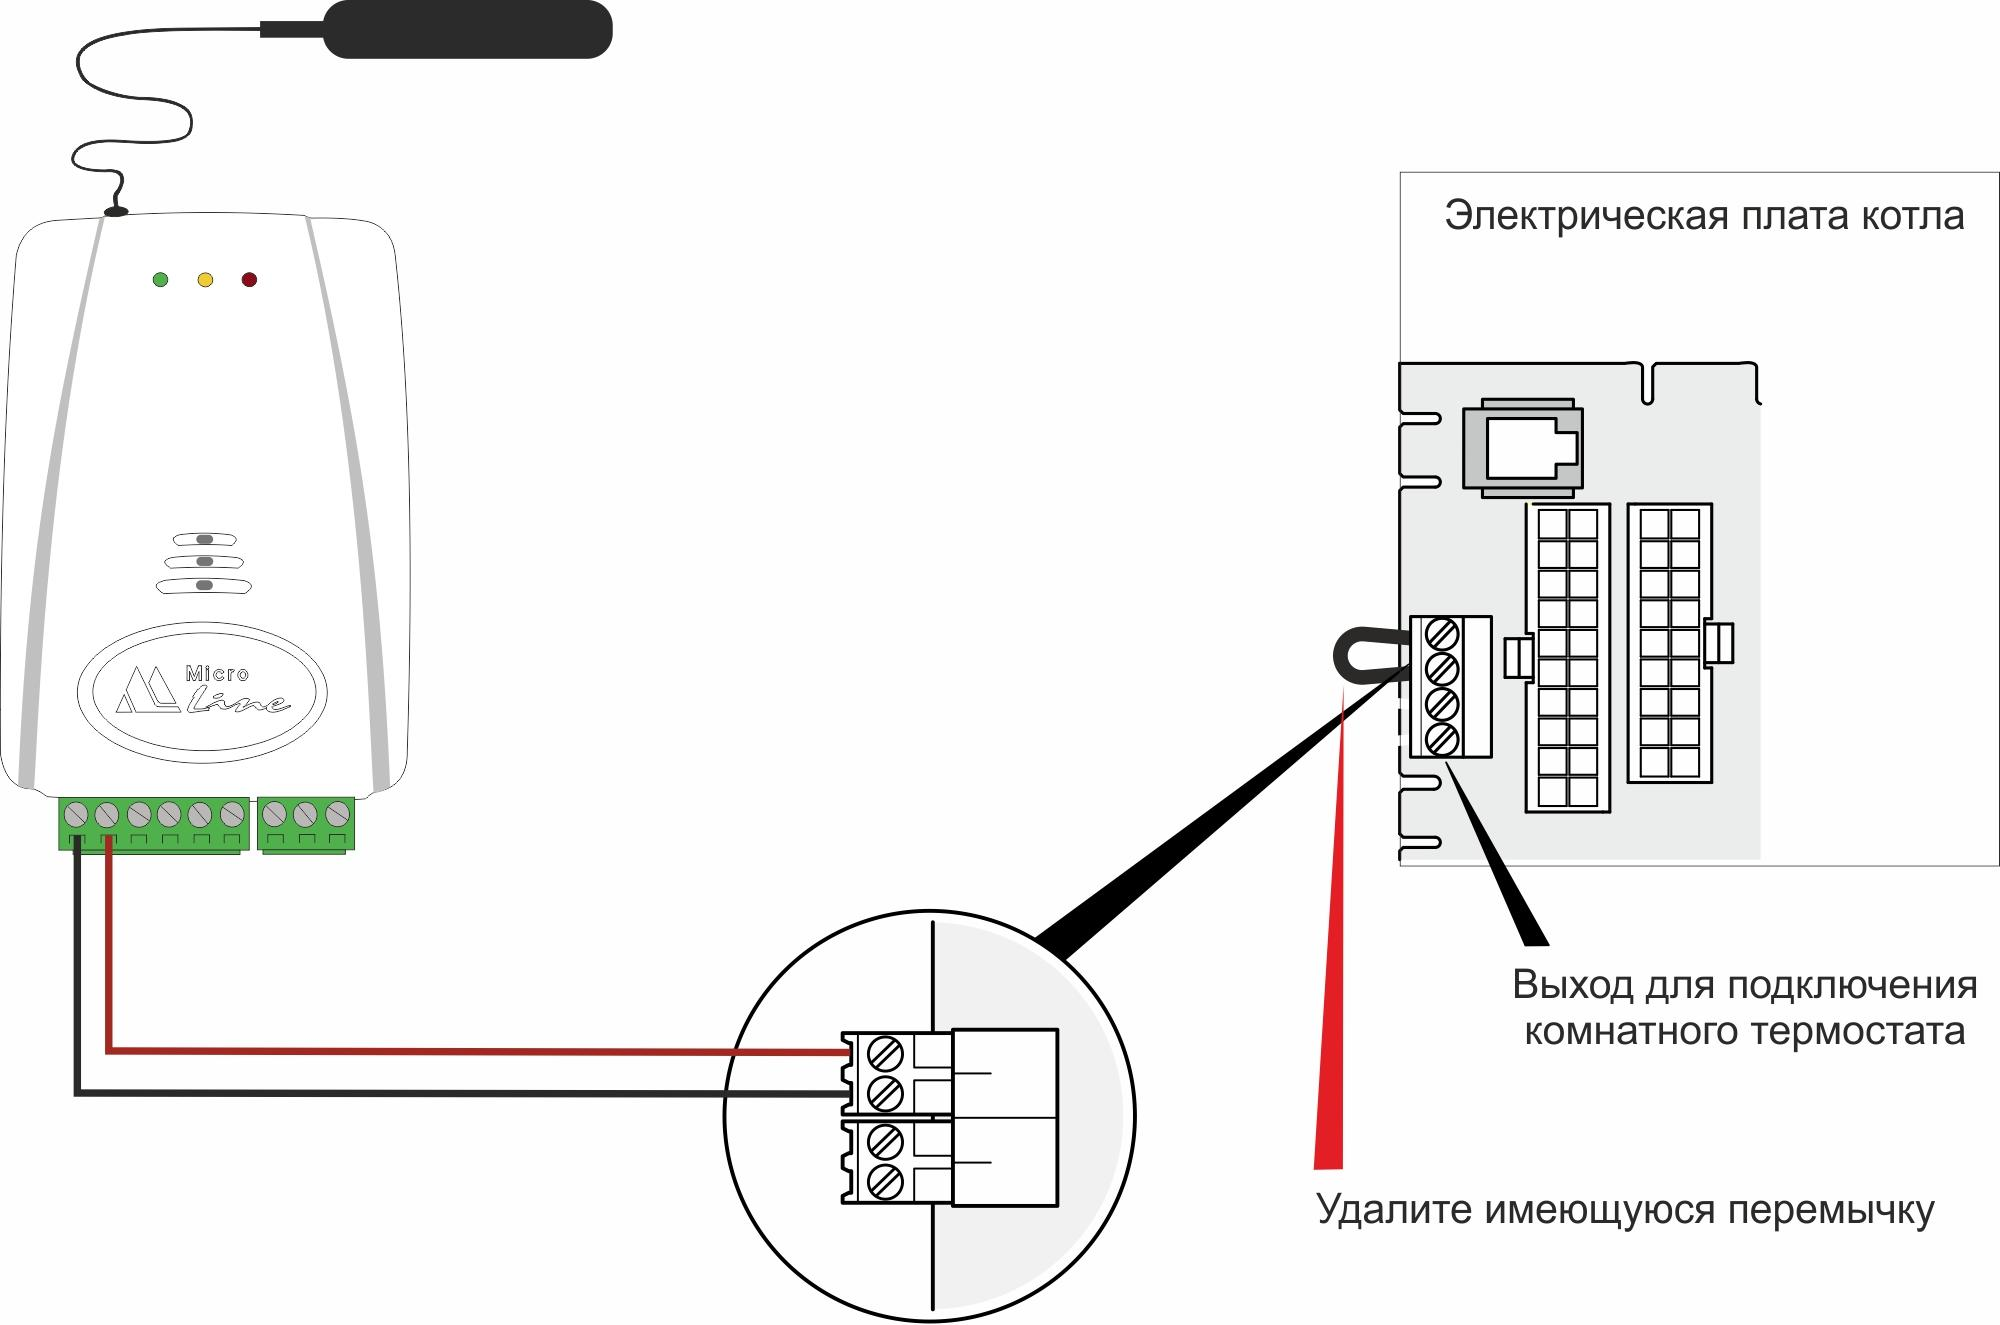 Электрическая плата котла
Micro
Line
Выход для подключения
комнатного термостата
Удалите имеющуюся перемычку